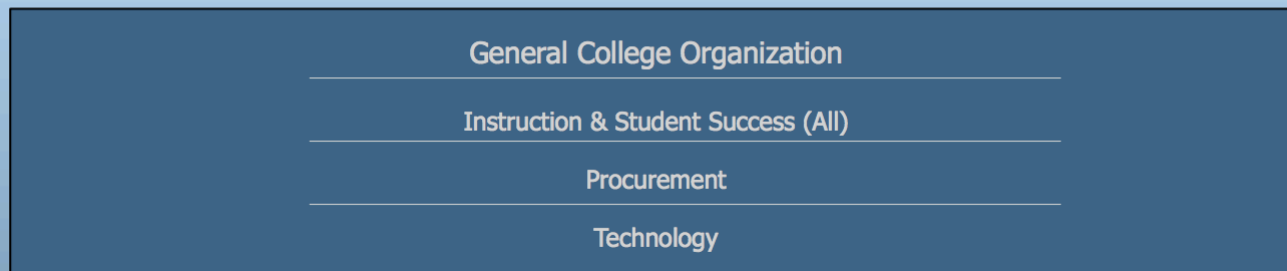 General College Organization
Instruction & Student Success (All)
Procurement
Technology